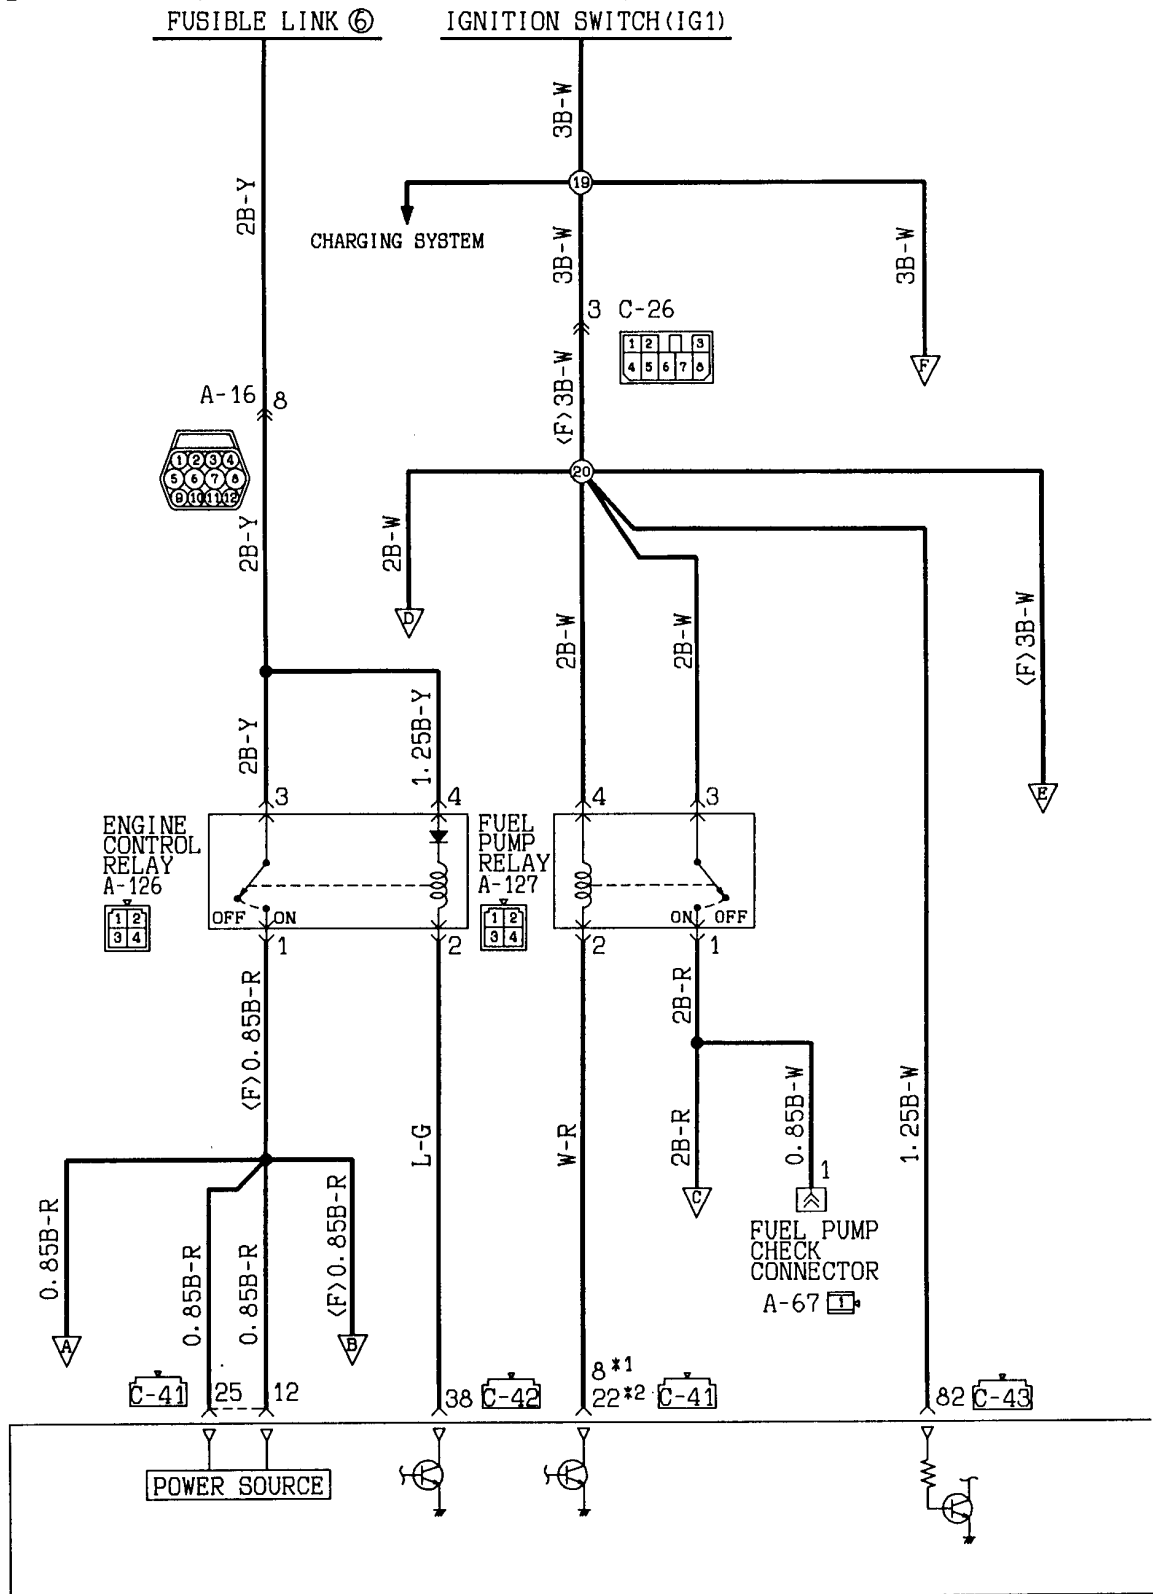 FUSIBLE LINK ⑥
IGNITION SWITCH(IG1)
3B-W
19
2B-Y
CHARGING SYSTEM
3B-W
3B-W
3 C-26
1 2 3
4 5 6 7 8
F
<F>3B-W
A-16 8
1 2 3 4
5 6 7 8
9 10 11 12
20
2B-Y
2B-W
D
2B-W
2B-W
<F>3B-W
2B-Y
1.25B-Y
E
3
4
4
3
ENGINE
CONTROL
RELAY
A-126
1 2
3 4
OFF ON
FUEL
PUMP
RELAY
A-127
1 2
3 4
ON OFF
1
2
2
1
<F>0.85B-R
2B-R
L-G
W-R
2B-R
0.85B-W
1.25B-W
1
C
FUEL PUMP
CHECK
CONNECTOR
A-67 1
0.85B-R
0.85B-R
0.85B-R
<F>0.85B-R
A
B
C-41 25 12
38 C-42
8*1
22*2 C-41
82 C-43
POWER SOURCE